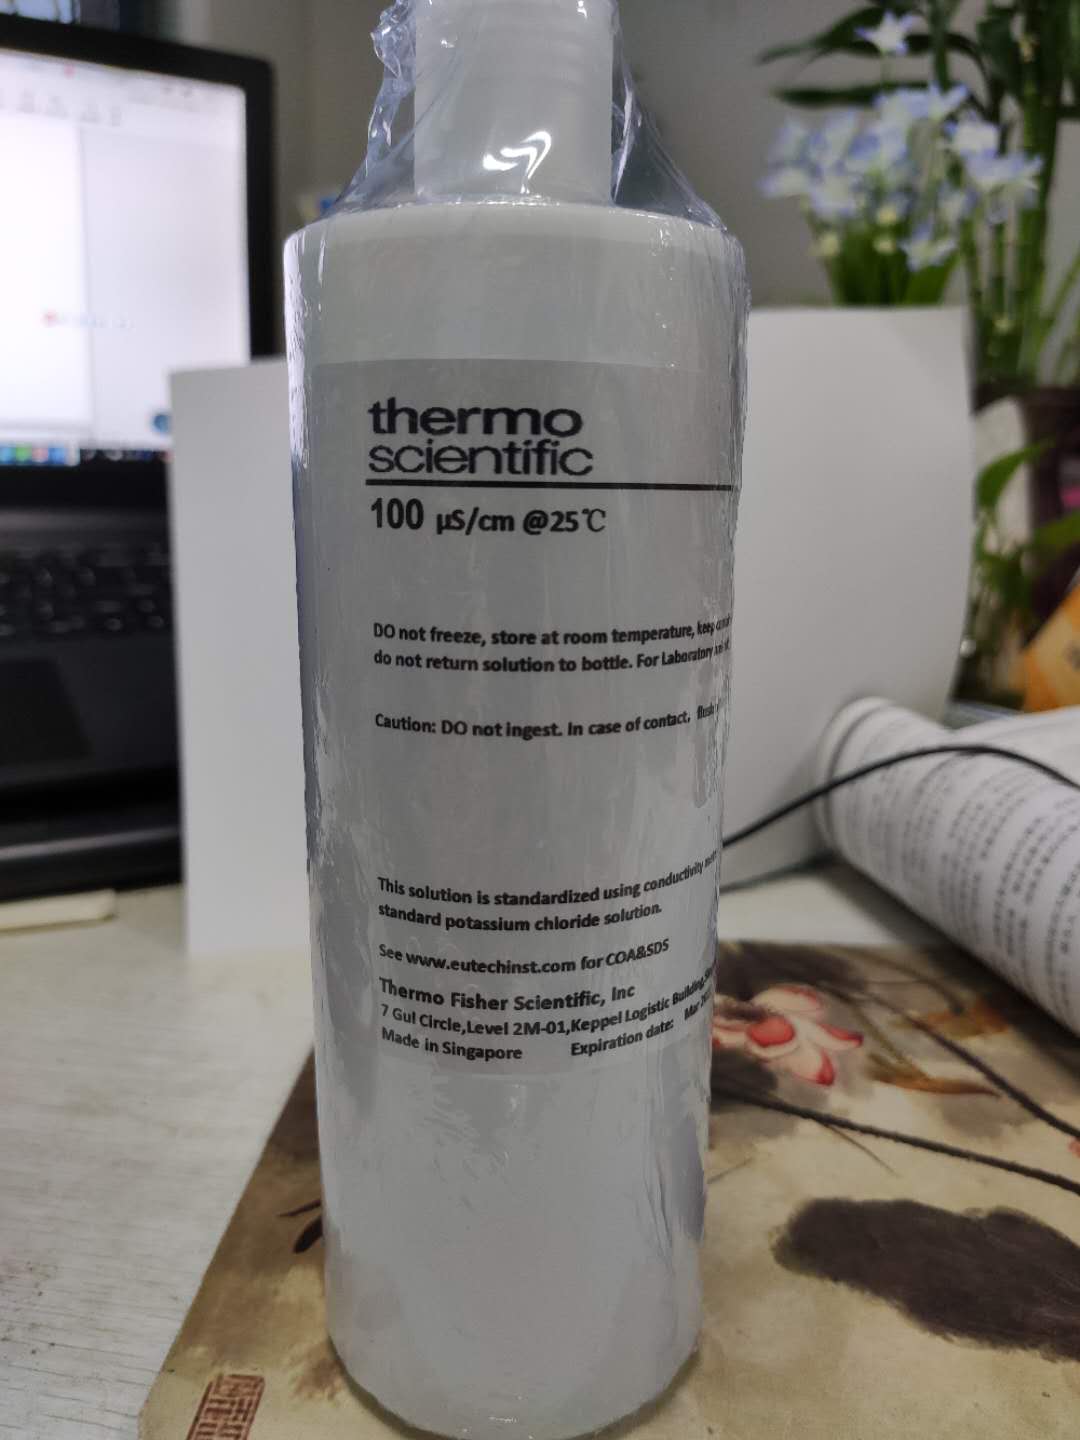 thermo
scientific
100 µS/cm @25℃
DO not freeze, store at room temperature, keep
do not return solution to bottle. For Laboratory
Caution: DO not ingest. In case of contact, flush
This solution is standardized using conductivity
standard potassium chloride solution.
See www.eutechinst.com for COA&SDS
Thermo Fisher Scientific, Inc
7 Gul Circle,Level 2M-01,Keppel Logistic Building,
Made in Singapore Expiration date: Mar